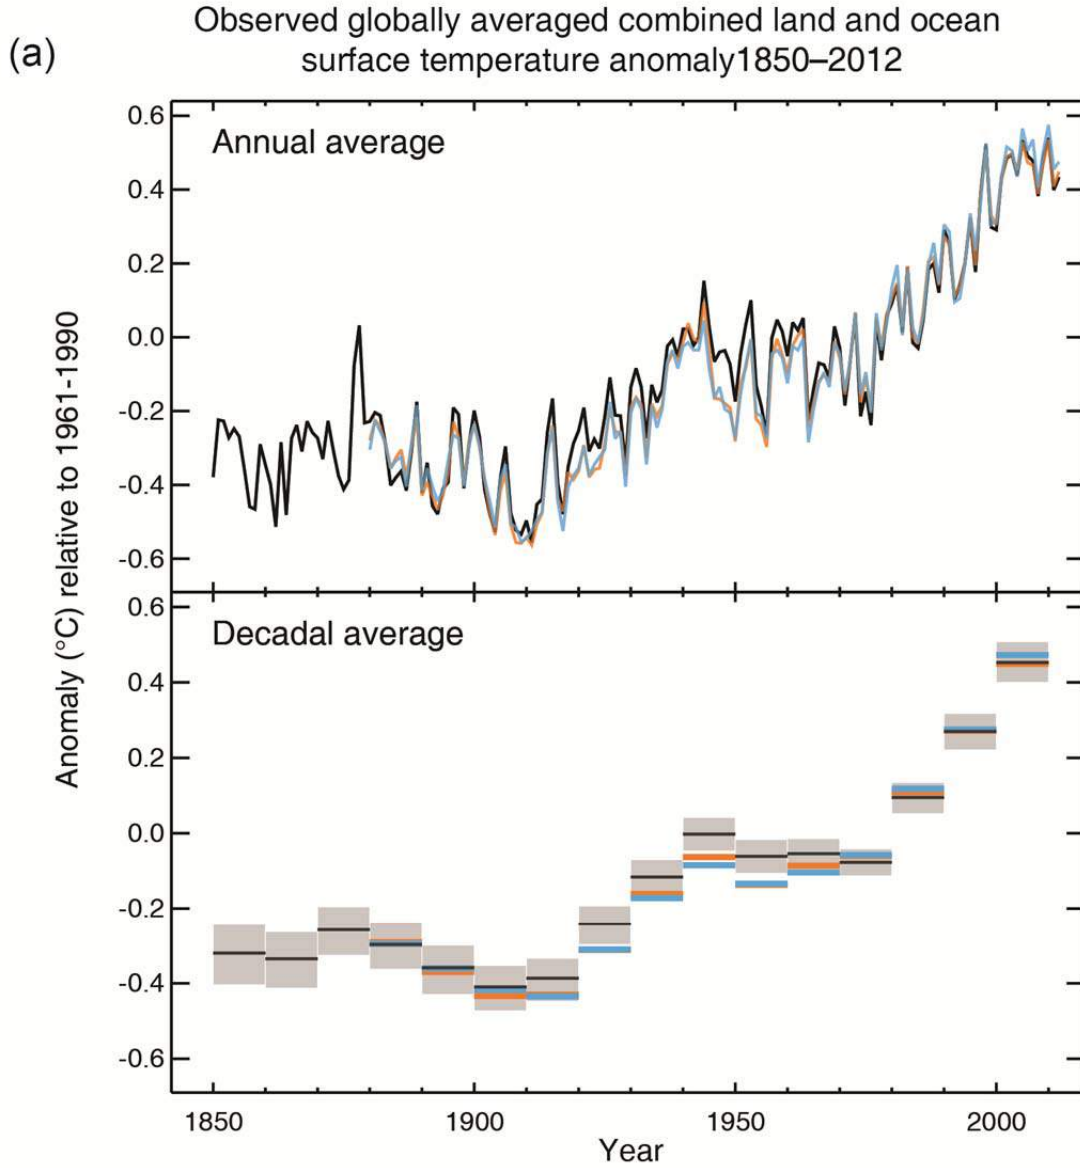 Observed globally averaged combined land and ocean
(a)
surface temperature anomaly1850–2012
0.6
Annual average
0.4
0.2
0.0
-0.2
-0.4
-0.6
Anomaly (°C) relative to 1961-1990
0.6
Decadal average
0.4
0.2
0.0
-0.2
-0.4
-0.6
1850 1900 1950 2000
Year